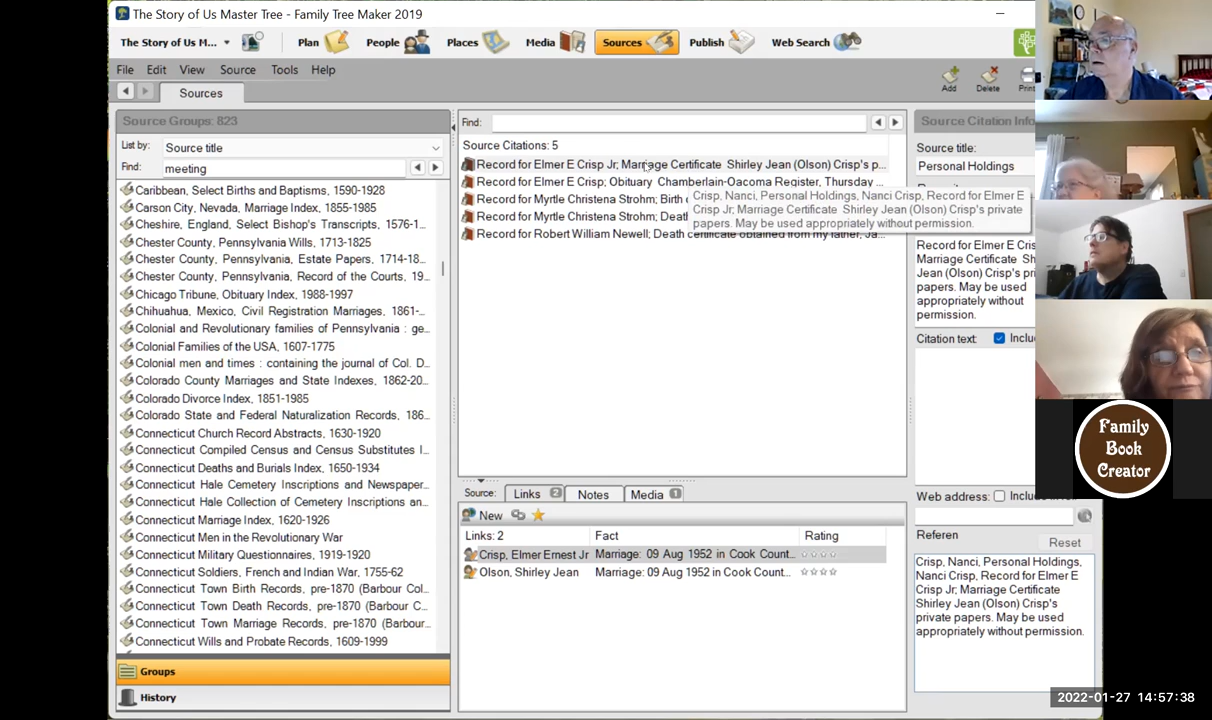 The Story of Us Master Tree - Family Tree Maker 2019
The Story of Us M...
Plan
People
Places
Media
Sources
Publish
Web Search
File Edit View Source Tools Help
Add
Delete
Print
Sources
Source Groups: 823
List by: Source title
Find: meeting
Caribbean, Select Births and Baptisms, 1590-1928
Carson City, Nevada, Marriage Index, 1855-1985
Cheshire, England, Select Bishop's Transcripts, 1576-1...
Chester County, Pennsylvania Wills, 1713-1825
Chester County, Pennsylvania, Estate Papers, 1714-18...
Chester County, Pennsylvania, Record of the Courts, 19...
Chicago Tribune, Obituary Index, 1988-1997
Chihuahua, Mexico, Civil Registration Marriages, 1861-...
Colonial and Revolutionary families of Pennsylvania : ge...
Colonial Families of the USA, 1607-1775
Colonial men and times : containing the journal of Col. D...
Colorado County Marriages and State Indexes, 1862-20...
Colorado Divorce Index, 1851-1985
Colorado State and Federal Naturalization Records, 186...
Connecticut Church Record Abstracts, 1630-1920
Connecticut Compiled Census and Census Substitutes I...
Connecticut Deaths and Burials Index, 1650-1934
Connecticut Hale Cemetery Inscriptions and Newspaper...
Connecticut Hale Collection of Cemetery Inscriptions an...
Connecticut Marriage Index, 1620-1926
Connecticut Men in the Revolutionary War
Connecticut Military Questionnaires, 1919-1920
Connecticut Soldiers, French and Indian War, 1755-62
Connecticut Town Birth Records, pre-1870 (Barbour Col...
Connecticut Town Death Records, pre-1870 (Barbour C...
Connecticut Town Marriage Records, pre-1870 (Barbour...
Connecticut Wills and Probate Records, 1609-1999
Groups
History
Find:
Source Citations: 5
Record for Elmer E Crisp Jr; Marriage Certificate Shirley Jean (Olson) Crisp's p...
Record for Elmer E Crisp; Obituary Chamberlain-Oacoma Register, Thursday ...
Record for Myrtle Christena Strohm; Birth
Record for Myrtle Christena Strohm; Deat
Record for Robert William Newell; Death certificate obtained from my father, Ja...
Crisp, Nanci, Personal Holdings, Nanci Crisp, Record for Elmer E
Crisp Jr; Marriage Certificate Shirley Jean (Olson) Crisp's private
papers. May be used appropriately without permission.
Source: Links 2 Notes Media 1
New
Links: 2 Fact Rating
Crisp, Elmer Ernest Jr Marriage: 09 Aug 1952 in Cook Count...
Olson, Shirley Jean Marriage: 09 Aug 1952 in Cook Count...
Source Citation Info
Source title:
Personal Holdings
Record for Elmer E Cris
Marriage Certificate Sh
Jean (Olson) Crisp's pri
papers. May be used
appropriately without
permission.
Citation text: Inclu
Web address: Inclu
Referen
Reset
Crisp, Nanci, Personal Holdings,
Nanci Crisp, Record for Elmer E
Crisp Jr; Marriage Certificate
Shirley Jean (Olson) Crisp's
private papers. May be used
appropriately without permission.
Family
Book
Creator
2022-01-27 14:57:38